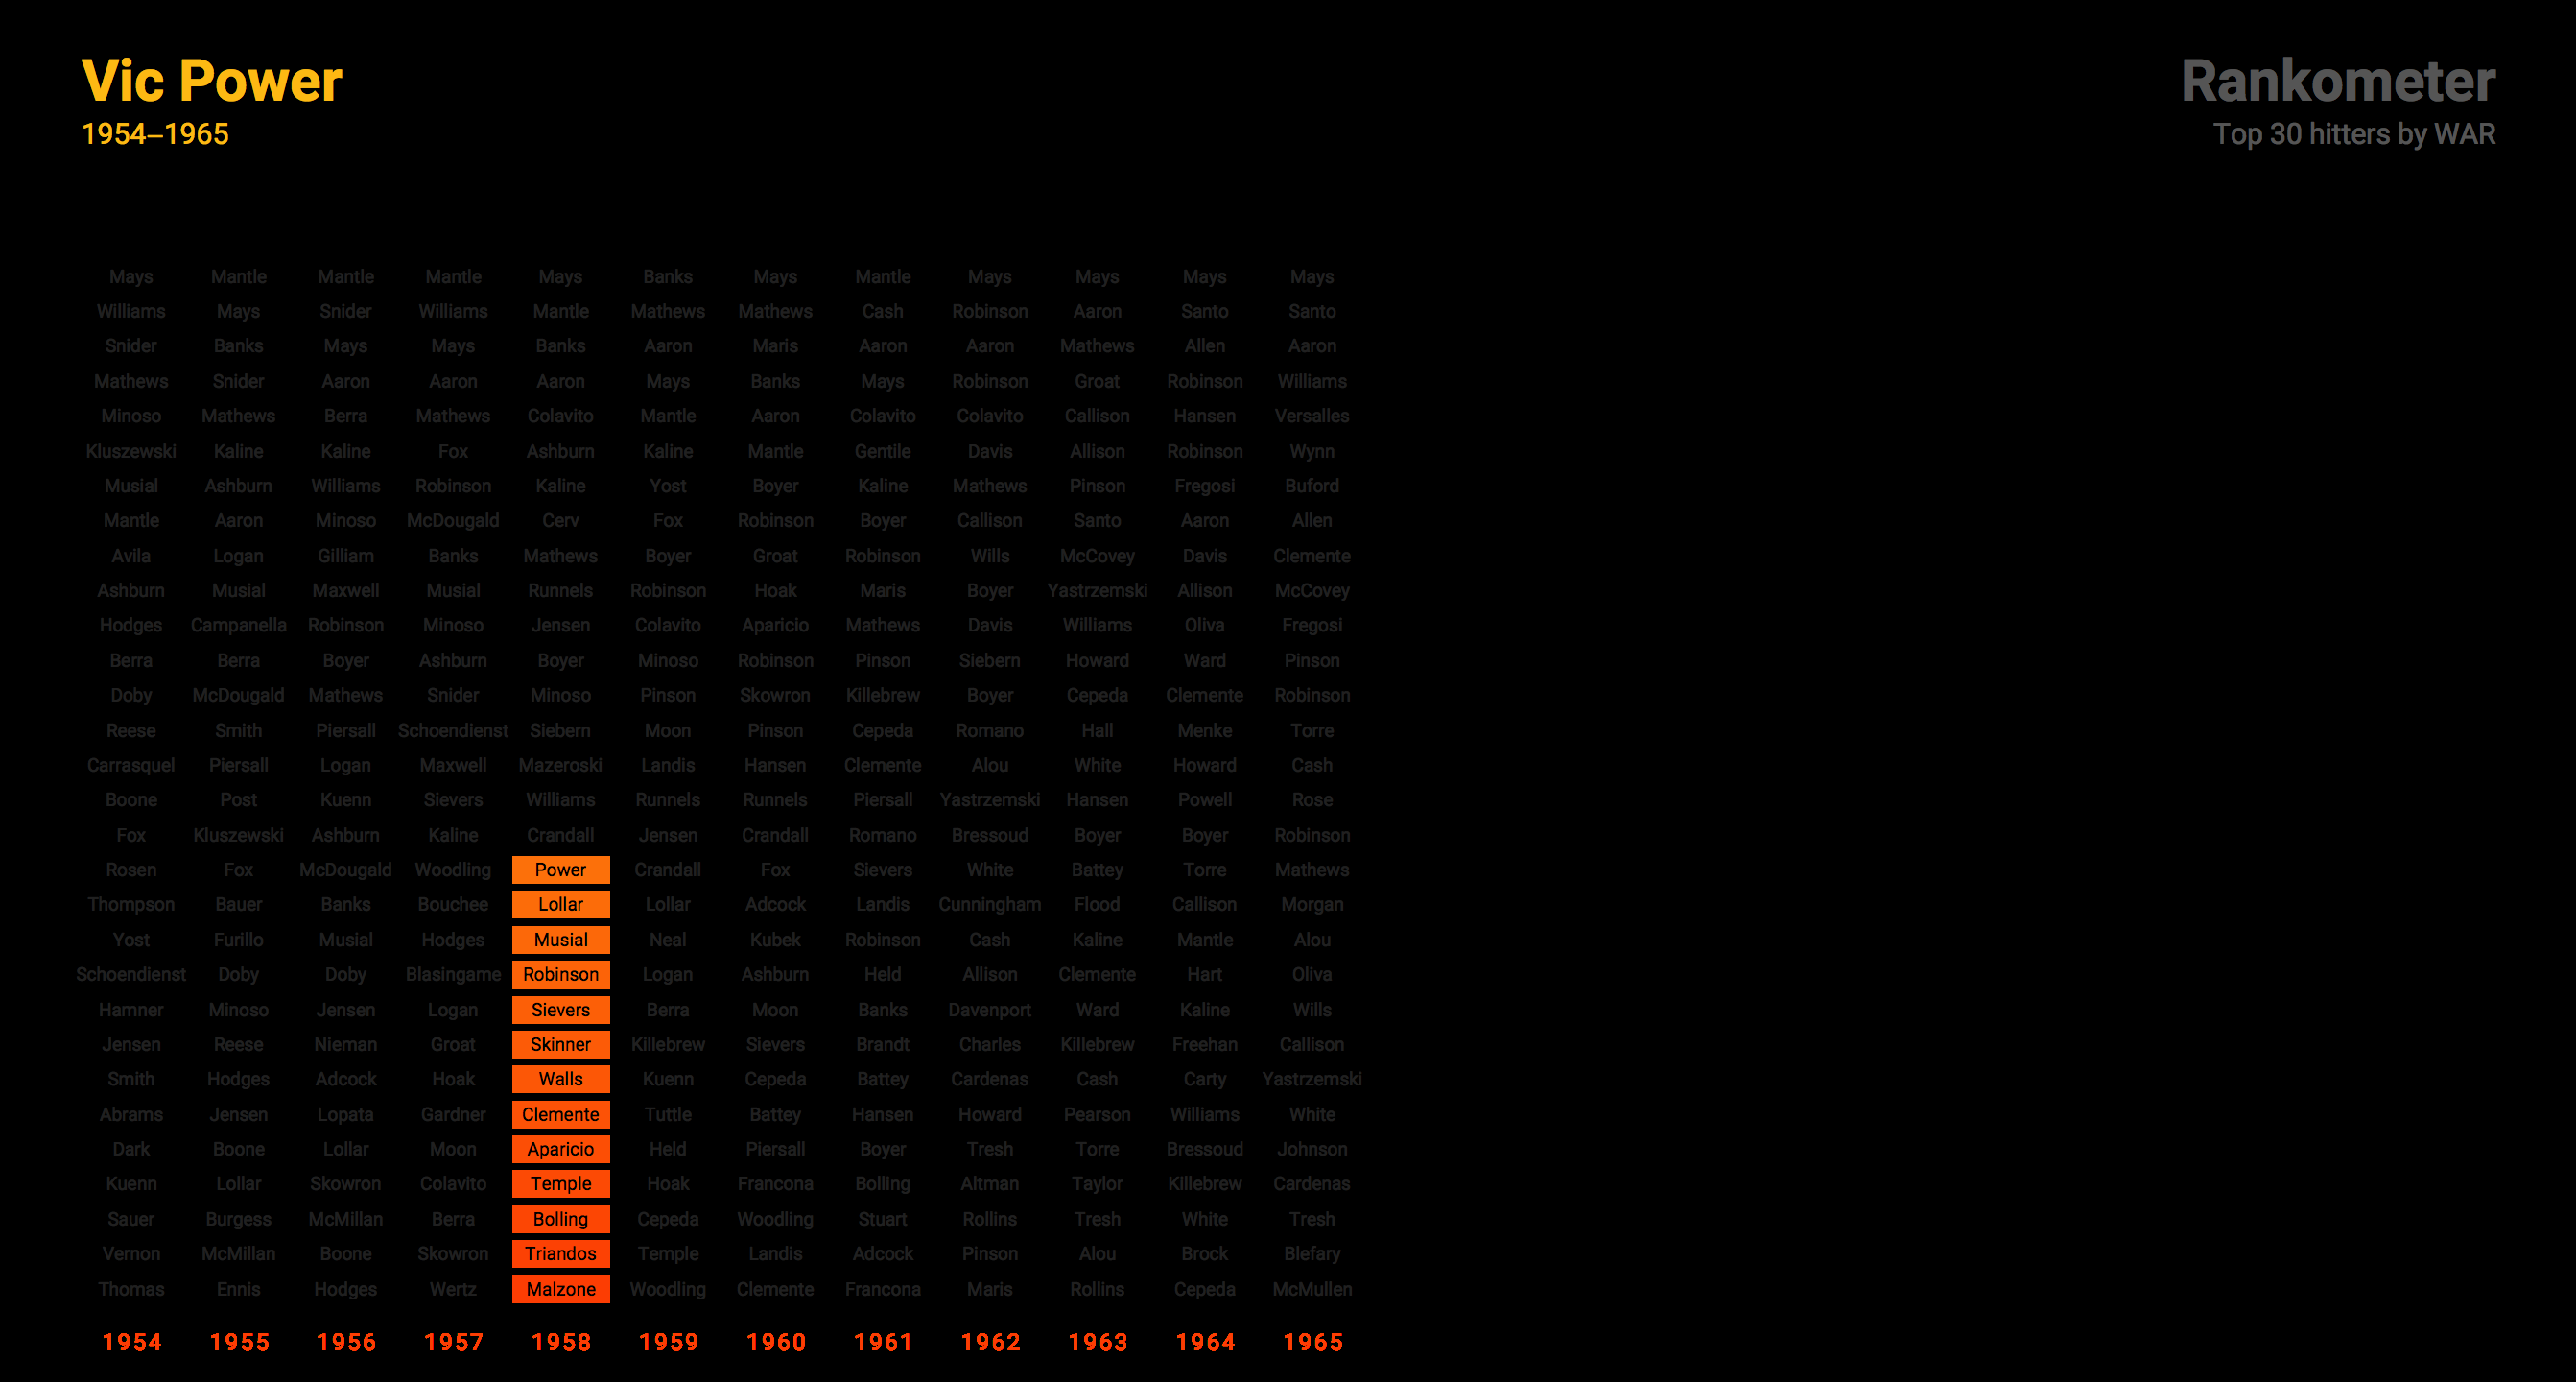 Vic Power
1954–1965
Rankometer
Top 30 hitters by WAR
Mays Mantle Mantle Mantle Mays Banks Mays Mantle Mays Mays Mays Mays
Williams Mays Snider Williams Mantle Mathews Mathews Cash Robinson Aaron Santo Santo
Snider Banks Mays Mays Banks Aaron Maris Aaron Aaron Mathews Allen Aaron
Mathews Snider Aaron Aaron Aaron Mays Banks Mays Robinson Groat Robinson Williams
Minoso Mathews Berra Mathews Colavito Mantle Aaron Colavito Colavito Callison Hansen Versalles
Kluszewski Kaline Kaline Fox Ashburn Kaline Mantle Gentile Davis Allison Robinson Wynn
Musial Ashburn Williams Robinson Kaline Yost Boyer Kaline Mathews Pinson Fregosi Buford
Mantle Aaron Minoso McDougald Cerv Fox Robinson Boyer Callison Santo Aaron Allen
Avila Logan Gilliam Banks Mathews Boyer Groat Robinson Wills McCovey Davis Clemente
Ashburn Musial Maxwell Musial Runnels Robinson Hoak Maris Boyer Yastrzemski Allison McCovey
Hodges Campanella Robinson Minoso Jensen Colavito Aparicio Mathews Davis Williams Oliva Fregosi
Berra Berra Boyer Ashburn Boyer Minoso Robinson Pinson Siebern Howard Ward Pinson
Doby McDougald Mathews Snider Minoso Pinson Skowron Killebrew Boyer Cepeda Clemente Robinson
Reese Smith Piersall Schoendienst Siebern Moon Pinson Cepeda Romano Hall Menke Torre
Carrasquel Piersall Logan Maxwell Mazeroski Landis Hansen Clemente Alou White Howard Cash
Boone Post Kuenn Sievers Williams Runnels Runnels Piersall Yastrzemski Hansen Powell Rose
Fox Kluszewski Ashburn Kaline Crandall Jensen Crandall Romano Bressoud Boyer Boyer Robinson
Rosen Fox McDougald Woodling Power Crandall Fox Sievers White Battey Torre Mathews
Thompson Bauer Banks Bouchee Lollar Lollar Adcock Landis Cunningham Flood Callison Morgan
Yost Furillo Musial Hodges Musial Neal Kubek Robinson Cash Kaline Mantle Alou
Schoendienst Doby Doby Blasingame Robinson Logan Ashburn Held Allison Clemente Hart Oliva
Hamner Minoso Jensen Logan Sievers Berra Moon Banks Davenport Ward Kaline Wills
Jensen Reese Nieman Groat Skinner Killebrew Sievers Brandt Charles Killebrew Freehan Callison
Smith Hodges Adcock Hoak Walls Kuenn Cepeda Battey Cardenas Cash Carty Yastrzemski
Abrams Jensen Lopata Gardner Clemente Tuttle Battey Hansen Howard Pearson Williams White
Dark Boone Lollar Moon Aparicio Held Piersall Boyer Tresh Torre Bressoud Johnson
Kuenn Lollar Skowron Colavito Temple Hoak Francona Bolling Altman Taylor Killebrew Cardenas
Sauer Burgess McMillan Berra Bolling Cepeda Woodling Stuart Rollins Tresh White Tresh
Vernon McMillan Boone Skowron Triandos Temple Landis Adcock Pinson Alou Brock Blefary
Thomas Ennis Hodges Wertz Malzone Woodling Clemente Francona Maris Rollins Cepeda McMullen
1954 1955 1956 1957 1958 1959 1960 1961 1962 1963 1964 1965